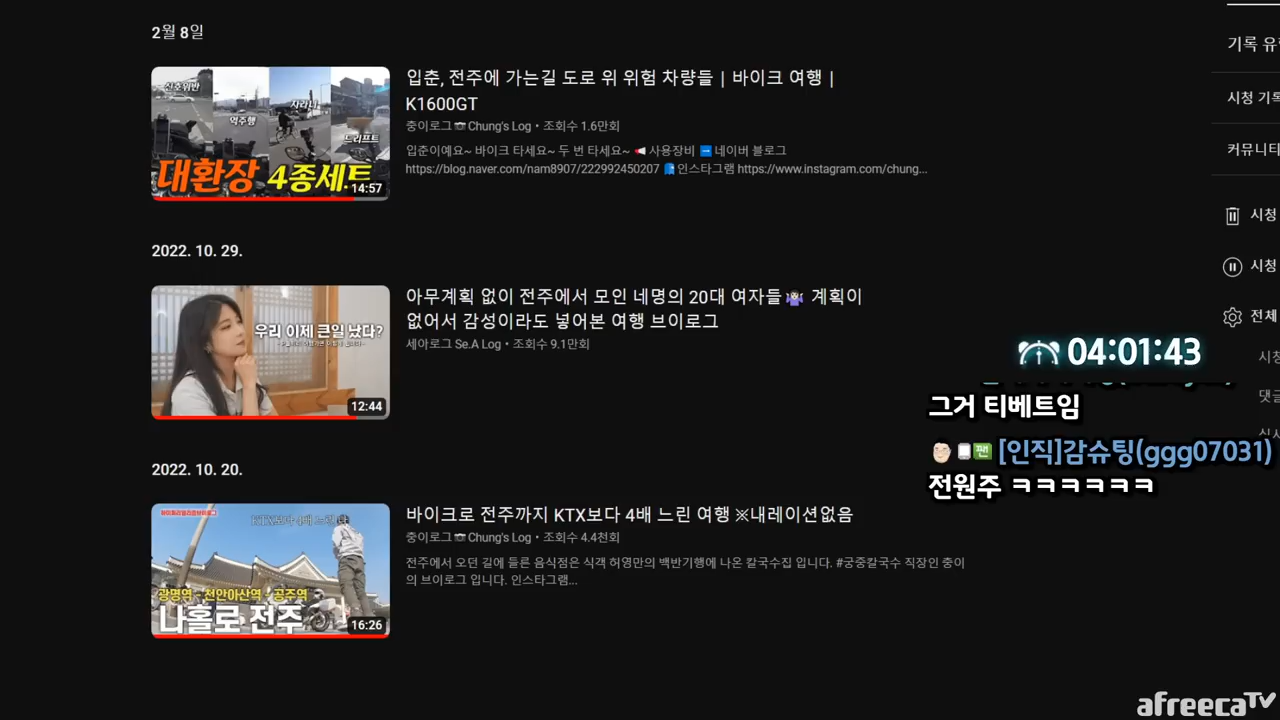 2월 8일
신호위반
역주행
자라니
드리프트
대환장 4종세트
14:57
입춘, 전주에 가는길 도로 위 위험 차량들 | 바이크 여행 |
K1600GT
충이로그 Chung's Log • 조회수 1.6만회
입춘이예요~ 바이크 타세요~ 두 번 타세요~ 사용장비 네이버 블로그
https://blog.naver.com/nam8907/222992450207 인스타그램 https://www.instagram.com/chung...
2022. 10. 29.
우리 이제 큰일 났다?
12:44
아무계획 없이 전주에서 모인 네명의 20대 여자들 계획이
없어서 감성이라도 넣어본 여행 브이로그
세아로그 Se.A Log • 조회수 9.1만회
2022. 10. 20.
KTX보다 4배 느린
광명역 - 천안아산역 - 공주역
나홀로 전주
16:26
바이크로 전주까지 KTX보다 4배 느린 여행 ※내레이션없음
충이로그 Chung's Log • 조회수 4.4천회
전주에서 오던 길에 들른 음식점은 식객 허영만의 백반기행에 나온 칼국수집 입니다. #궁중칼국수 직장인 충이
의 브이로그 입니다. 인스타그램...
기록 유
시청 기록
커뮤니티
시청
시청
전체
04:01:43
그거 티베트임
팬 [인직]감슈팅(ggg07031)
전원주 ㅋㅋㅋㅋㅋㅋ
afreecaTV